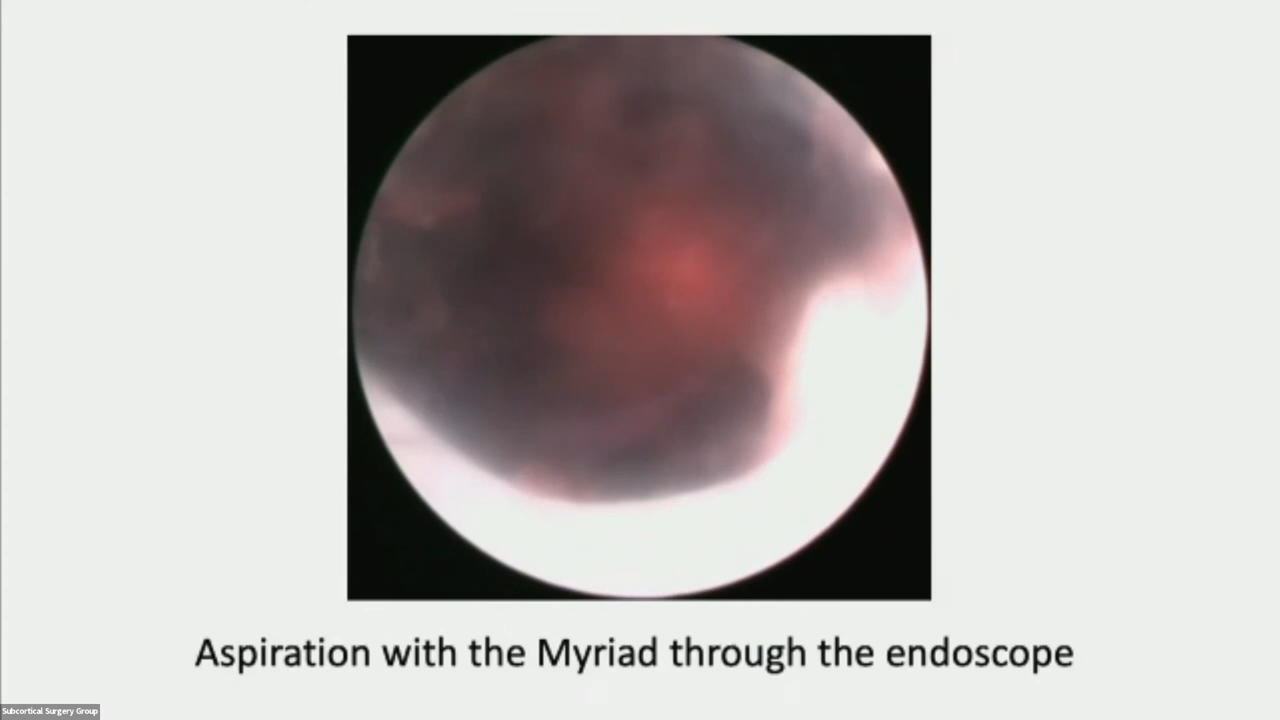 Aspiration with the Myriad through the endoscope
Subcortical Surgery Group